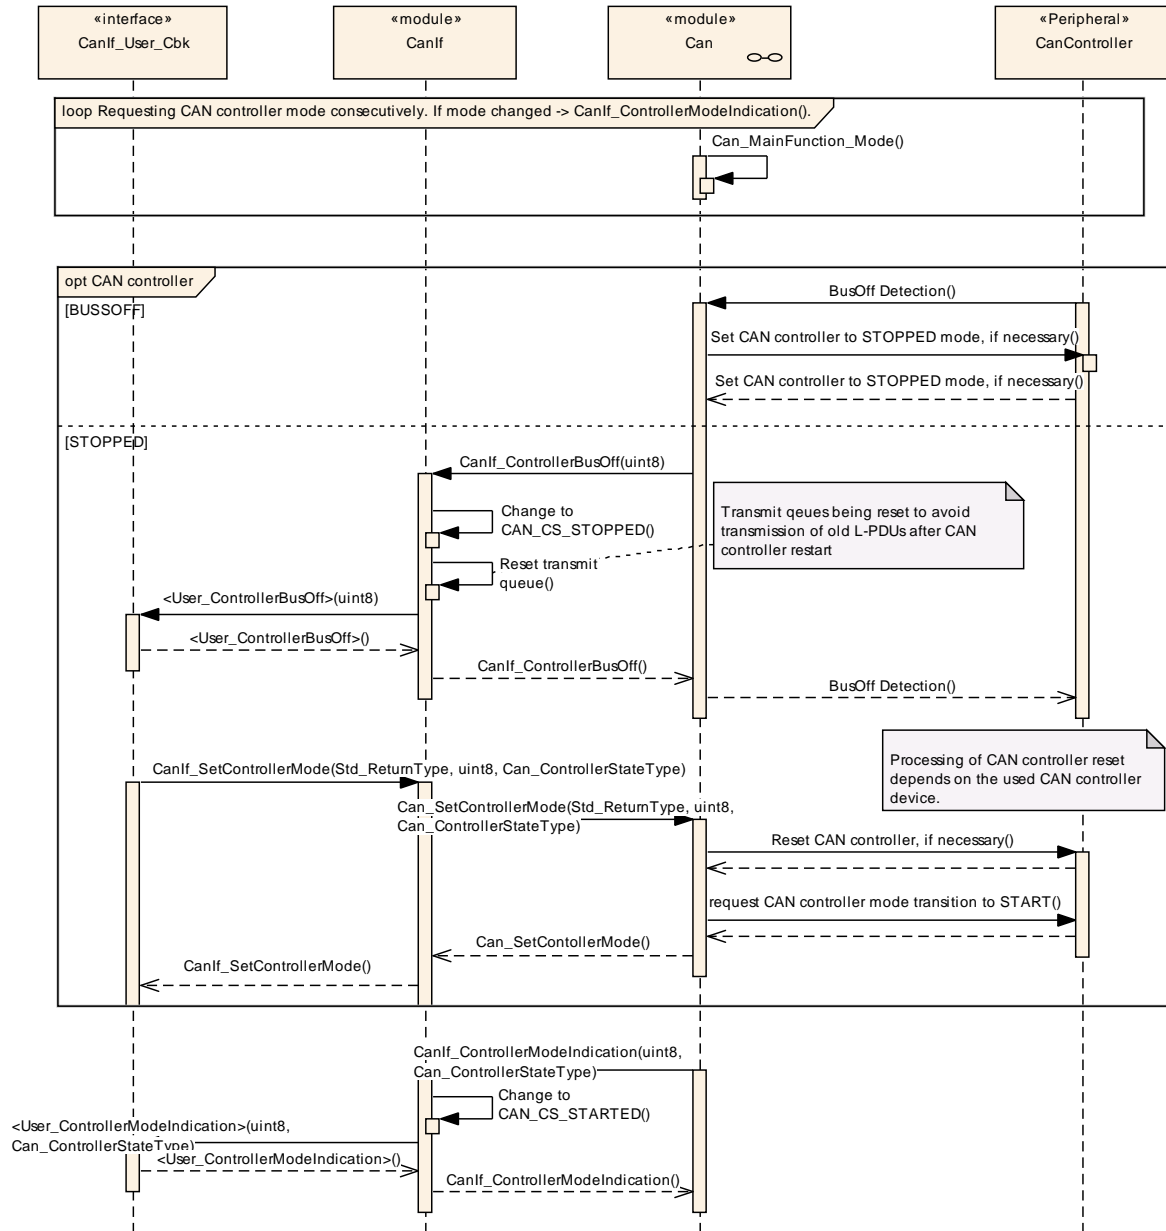 «interface»
CanIf_User_Cbk
«module»
CanIf
«module»
Can
«Peripheral»
CanController
loop Requesting CAN controller mode consecutively. If mode changed -> CanIf_ControllerModeIndication().
Can_MainFunction_Mode()
opt CAN controller
[BUSSOFF]
BusOff Detection()
Set CAN controller to STOPPED mode, if necessary()
Set CAN controller to STOPPED mode, if necessary()
[STOPPED]
CanIf_ControllerBusOff(uint8)
Change to
CAN_CS_STOPPED()
Transmit qeues being reset to avoid
transmission of old L-PDUs after CAN
controller restart
Reset transmit
queue()
<User_ControllerBusOff>(uint8)
<User_ControllerBusOff>()
CanIf_ControllerBusOff()
BusOff Detection()
Processing of CAN controller reset
depends on the used CAN controller
device.
CanIf_SetControllerMode(Std_ReturnType, uint8, Can_ControllerStateType)
Can_SetControllerMode(Std_ReturnType, uint8,
Can_ControllerStateType)
Reset CAN controller, if necessary()
request CAN controller mode transition to START()
Can_SetContollerMode()
CanIf_SetControllerMode()
CanIf_ControllerModeIndication(uint8,
Can_ControllerStateType)
Change to
CAN_CS_STARTED()
<User_ControllerModeIndication>(uint8,
Can_ControllerStateType)
<User_ControllerModeIndication>()
CanIf_ControllerModeIndication()